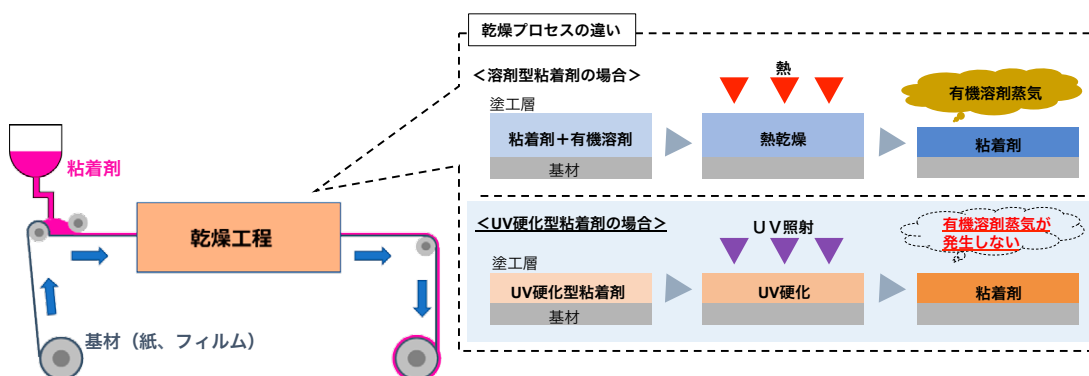 乾燥プロセスの違い
＜溶剤型粘着剤の場合＞
熱
有機溶剤蒸気
塗工層
粘着剤＋有機溶剤
熱乾燥
粘着剤
基材
粘着剤
乾燥工程
基材（紙、フィルム）
＜UV硬化型粘着剤の場合＞
ＵＶ照射
有機溶剤蒸気が
発生しない
塗工層
UV硬化型粘着剤
UV硬化
粘着剤
基材